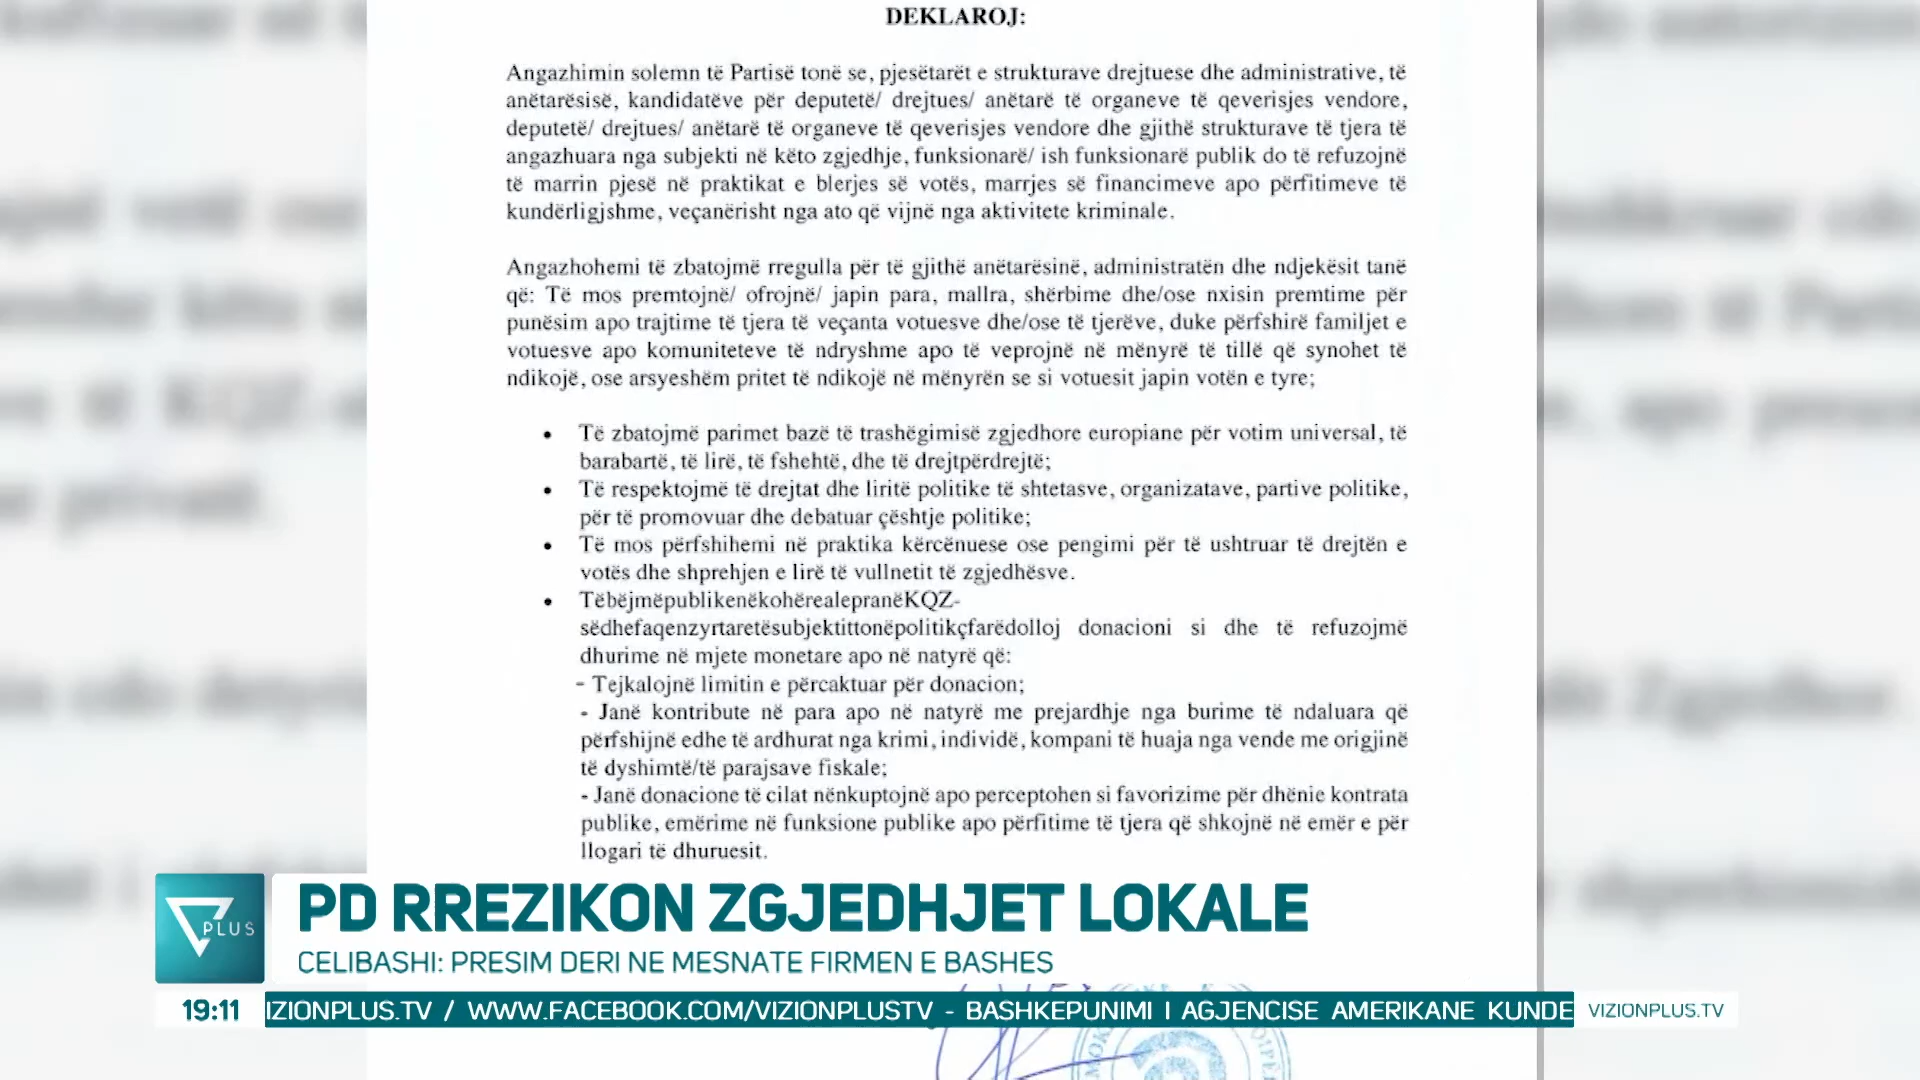 DEKLAROJ:
Angazhimin solemn të Partisë tonë se, pjesëtarët e strukturave drejtuese dhe administrative, të
anëtarësisë, kandidatëve për deputetë/ drejtues/ anëtarë të organeve të qeverisjes vendore,
deputetë/ drejtues/ anëtarë të organeve të qeverisjes vendore dhe gjithë strukturave të tjera të
angazhuara nga subjekti në këto zgjedhje, funksionarë/ ish funksionarë publik do të refuzojnë
të marrin pjesë në praktikat e blerjes së votës, marrjes së financimeve apo përfitimeve të
kundërligjshme, veçanërisht nga ato që vijnë nga aktivitete kriminale.
Angazhohemi të zbatojmë rregulla për të gjithë anëtarësinë, administratën dhe ndjekësit tanë
që: Të mos premtojnë/ ofrojnë/ japin para, mallra, shërbime dhe/ose nxisin premtime për
punësim apo trajtime të tjera të veçanta votuesve dhe/ose të tjerëve, duke përfshirë familjet e
votuesve apo komuniteteve të ndryshme apo të veprojnë në mënyrë të tillë që synohet të
ndikojë, ose arsyeshëm pritet të ndikojë në mënyrën se si votuesit japin votën e tyre;
• Të zbatojmë parimet bazë të trashëgimisë zgjedhore europiane për votim universal, të
barabartë, të lirë, të fshehtë, dhe të drejtpërdrejtë;
• Të respektojmë të drejtat dhe liritë politike të shtetasve, organizatave, partive politike,
për të promovuar dhe debatuar çështje politike;
• Të mos përfshihemi në praktika kërcënuese ose pengimi për të ushtruar të drejtën e
votës dhe shprehjen e lirë të vullnetit të zgjedhësve.
• TëbëjmëpublikenëkohërealepranëKQZ-
sëdhefaqenzyrtaretësubjektittonëpolitikçfarëdolloj donacioni si dhe të refuzojmë
dhurime në mjete monetare apo në natyrë që:
- Tejkalojnë limitin e përcaktuar për donacion;
- Janë kontribute në para apo në natyrë me prejardhje nga burime të ndaluara që
përfshijnë edhe të ardhurat nga krimi, individë, kompani të huaja nga vende me origjinë
të dyshimtë/të parajsave fiskale;
- Janë donacione të cilat nënkuptojnë apo perceptohen si favorizime për dhënie kontrata
publike, emërime në funksione publike apo përfitime të tjera që shkojnë në emër e për
llogari të dhuruesit.
PLUS
PD RREZIKON ZGJEDHJET LOKALE
CELIBASHI: PRESIM DERI NE MESNATE FIRMEN E BASHES
19:11 IZIONPLUS.TV / WWW.FACEBOOK.COM/VIZIONPLUSTV - BASHKEPUNIMI I AGJENCISE AMERIKANE KUNDE VIZIONPLUS.TV